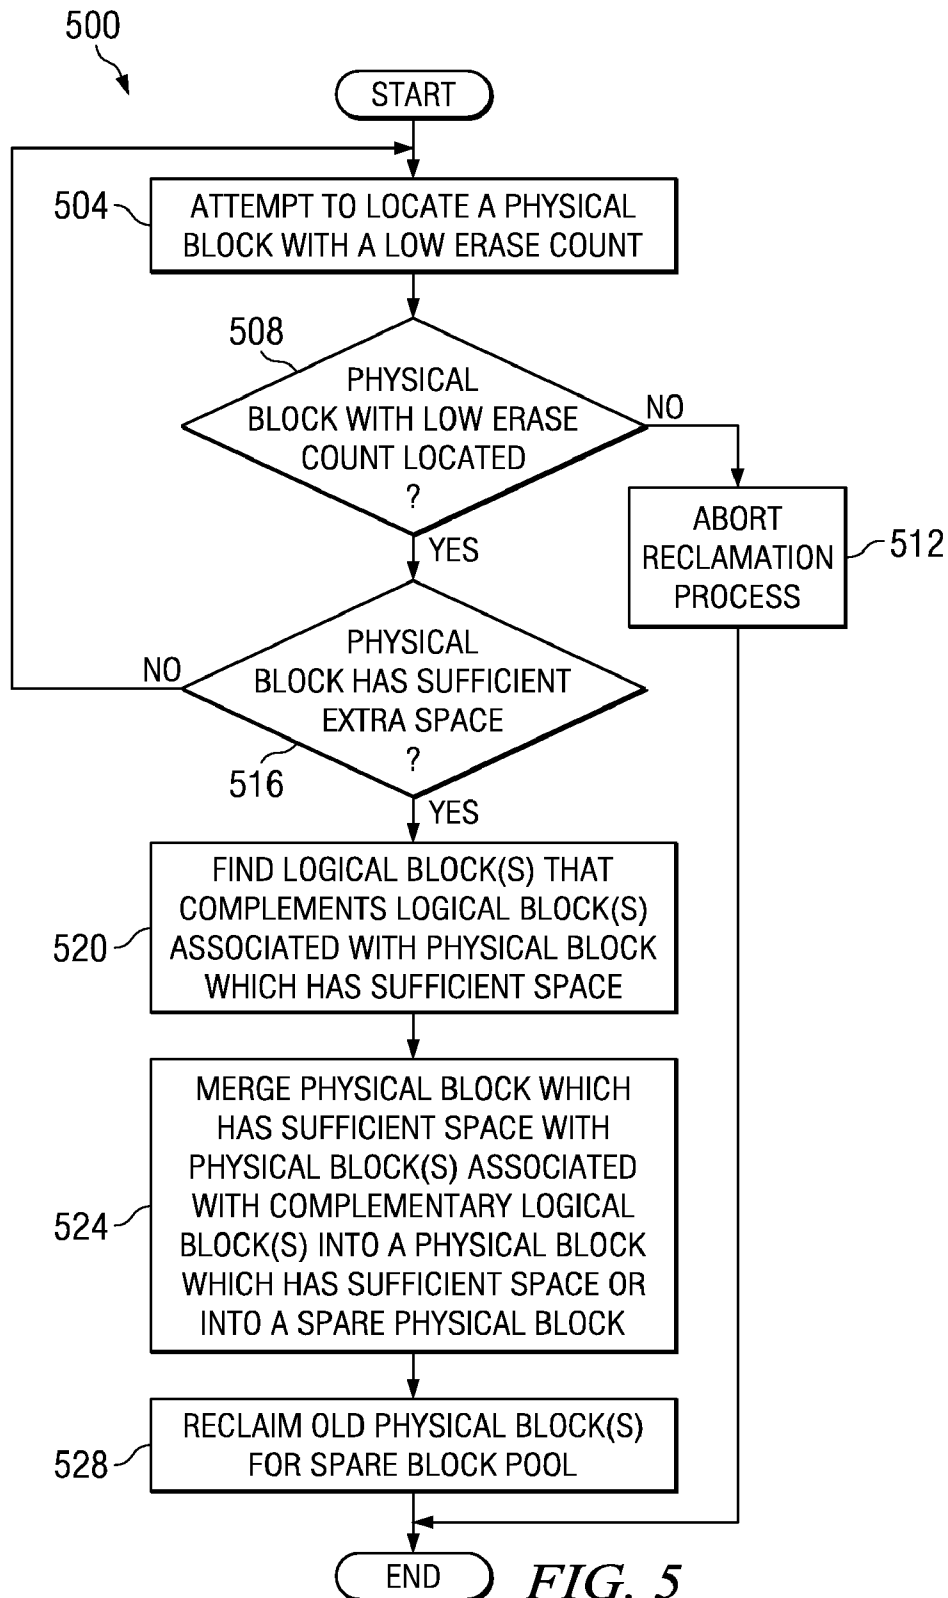 500
START
504
ATTEMPT TO LOCATE A PHYSICAL
BLOCK WITH A LOW ERASE COUNT
508
PHYSICAL
BLOCK WITH LOW ERASE
COUNT LOCATED
?
NO
YES
ABORT
RECLAMATION
PROCESS
512
PHYSICAL
BLOCK HAS SUFFICIENT
EXTRA SPACE
?
NO
516
YES
520
FIND LOGICAL BLOCK(S) THAT
COMPLEMENTS LOGICAL BLOCK(S)
ASSOCIATED WITH PHYSICAL BLOCK
WHICH HAS SUFFICIENT SPACE
524
MERGE PHYSICAL BLOCK WHICH
HAS SUFFICIENT SPACE WITH
PHYSICAL BLOCK(S) ASSOCIATED
WITH COMPLEMENTARY LOGICAL
BLOCK(S) INTO A PHYSICAL BLOCK
WHICH HAS SUFFICIENT SPACE OR
INTO A SPARE PHYSICAL BLOCK
528
RECLAIM OLD PHYSICAL BLOCK(S)
FOR SPARE BLOCK POOL
END
FIG. 5